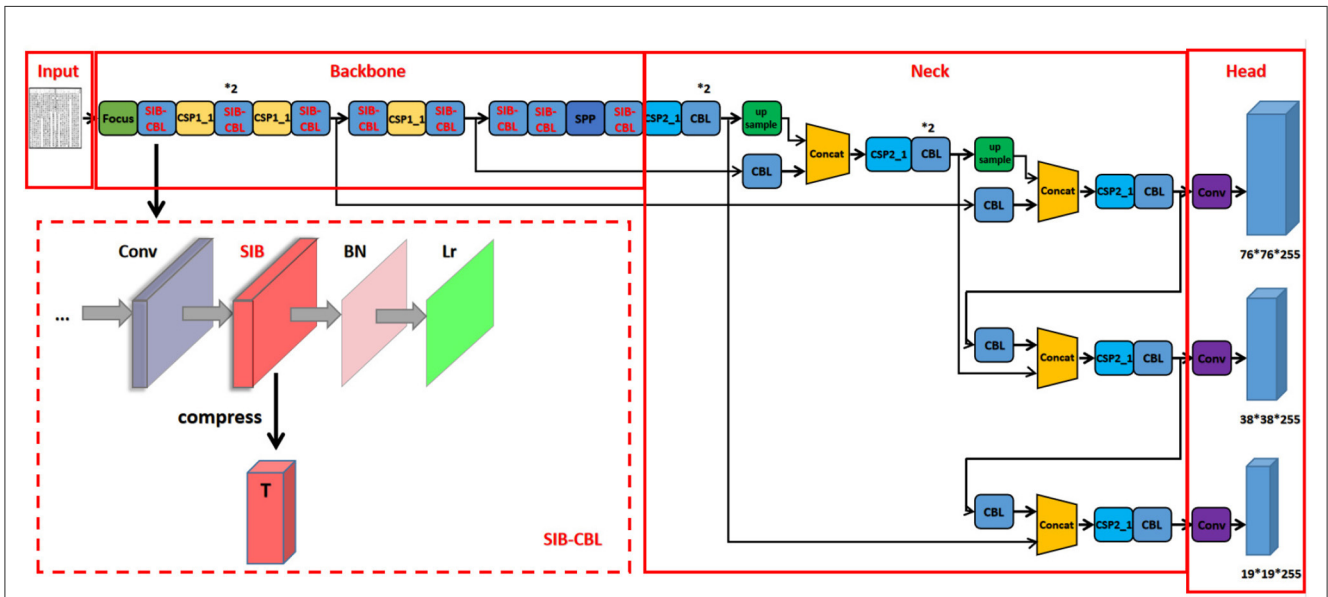 Input
Backbone
Neck
Head
*2
*2
Focus
SIB-
CBL
CSP1_1
SIB-
CBL
CSP1_1
SIB-
CBL
SIB-
CBL
CSP1_1
SIB-
CBL
SIB-
CBL
SIB-
CBL
SPP
SIB-
CBL
CSP2_1
CBL
up
sample
CBL
Concat
*2
CSP2_1
CBL
up
sample
CBL
Concat
CSP2_1
CBL
Conv
76*76*255
Conv
SIB
BN
Lr
...
compress
T
SIB-CBL
CBL
Concat
CSP2_1
CBL
Conv
38*38*255
CBL
Concat
CSP2_1
CBL
Conv
19*19*255